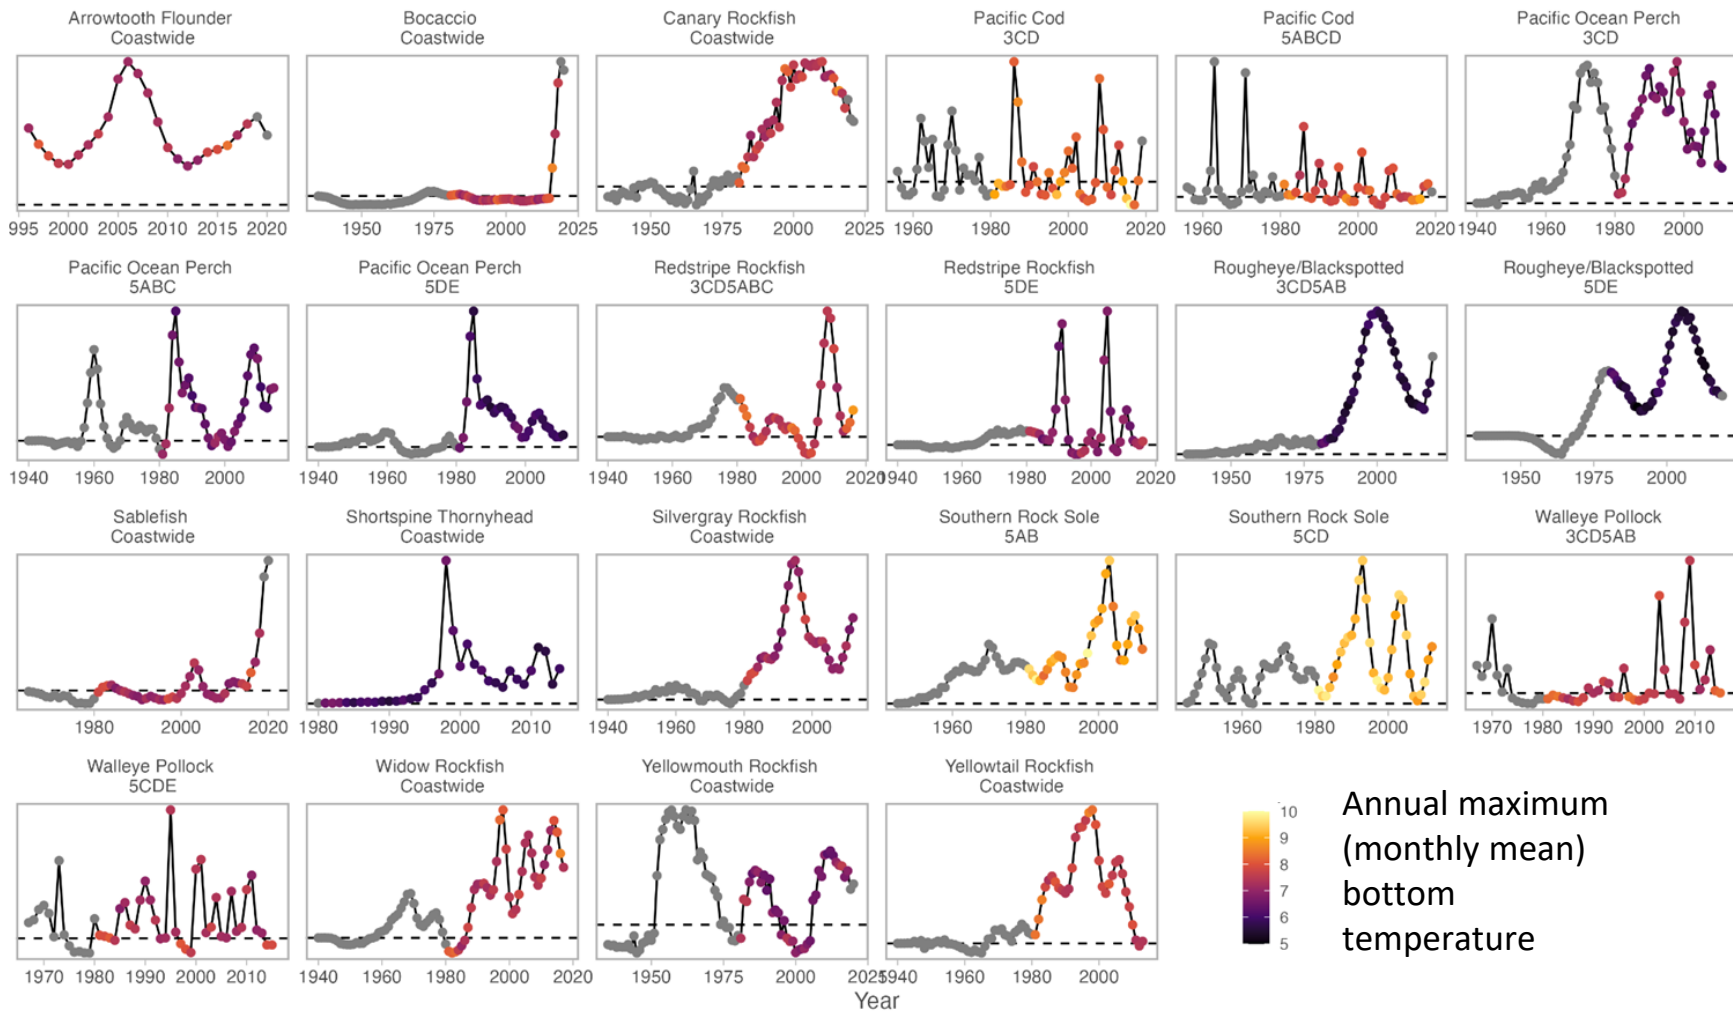 Arrowtooth Flounder
Coastwide
Bocaccio
Coastwide
Canary Rockfish
Coastwide
Pacific Cod
3CD
Pacific Cod
5ABCD
Pacific Ocean Perch
3CD
995 2000 2005 2010 2015 2020
1950 1975 2000 2025
1950 1975 2000 2025
1960 1980 2000 2020
1960 1980 2000 2020
1940 1960 1980 2000
Pacific Ocean Perch
5ABC
Pacific Ocean Perch
5DE
Redstripe Rockfish
3CD5ABC
Redstripe Rockfish
5DE
Rougheye/Blackspotted
3CD5AB
Rougheye/Blackspotted
5DE
1940 1960 1980 2000
1940 1960 1980 2000
1940 1960 1980 2000 2020
1940 1960 1980 2000 2020
1950 1975 2000
1950 1975 2000
Sablefish
Coastwide
Shortspine Thornyhead
Coastwide
Silvergray Rockfish
Coastwide
Southern Rock Sole
5AB
Southern Rock Sole
5CD
Walleye Pollock
3CD5AB
1980 2000 2020
1980 1990 2000 2010
1940 1960 1980 2000
1960 1980 2000
1960 1980 2000
1970 1980 1990 2000 2010
Walleye Pollock
5CDE
Widow Rockfish
Coastwide
Yellowmouth Rockfish
Coastwide
Yellowtail Rockfish
Coastwide
1970 1980 1990 2000 2010
1940 1960 1980 2000 2020
1950 1975 2000 2025
1940 1960 1980 2000
Year
10
9
8
7
6
5
Annual maximum
(monthly mean)
bottom
temperature